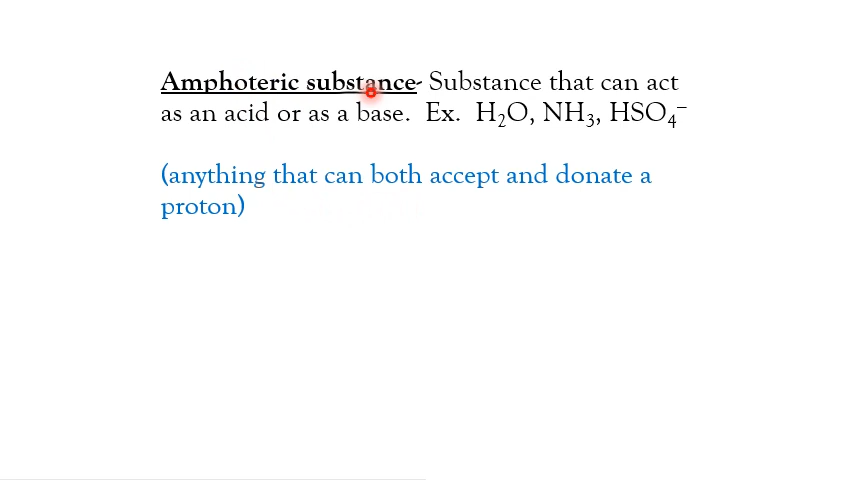 Amphoteric substance- Substance that can act
as an acid or as a base. Ex. H₂O, NH₃, HSO₄⁻
(anything that can both accept and donate a
proton)